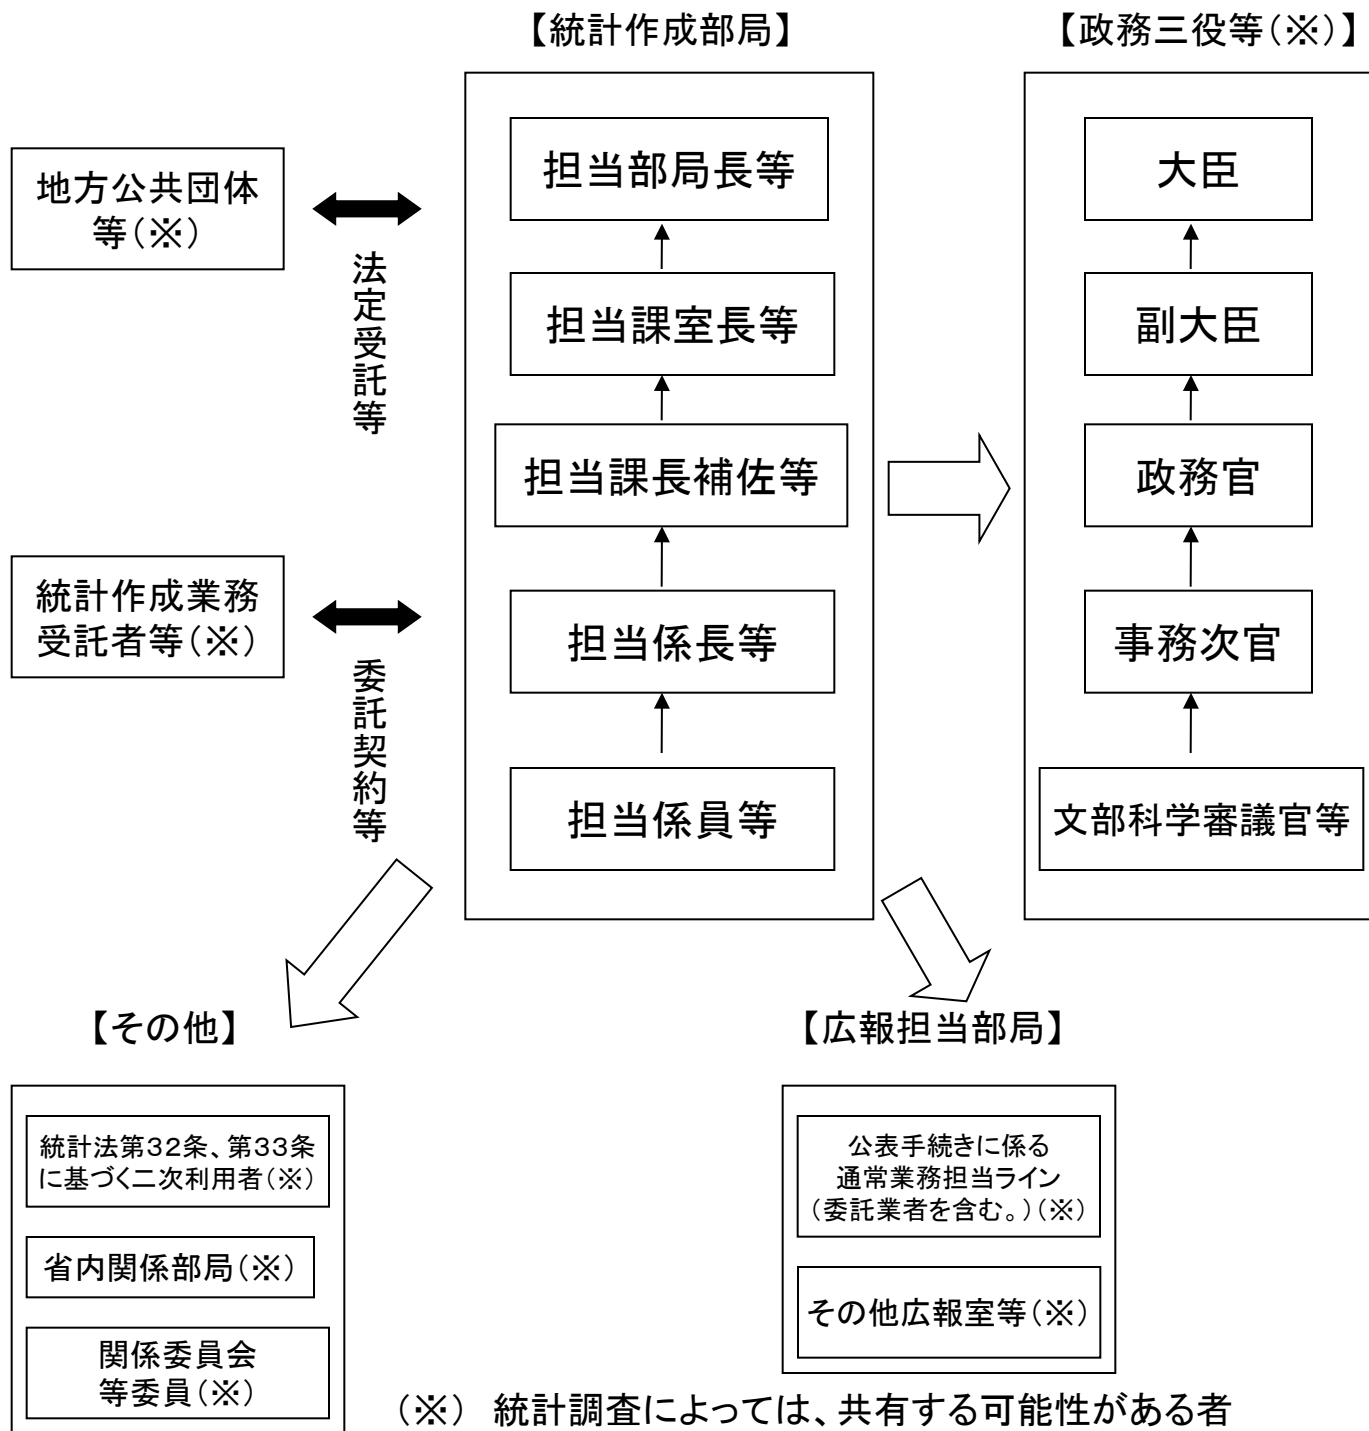 【統計作成部局】
【政務三役等（※）】
地方公共団体
等（※）
法定受託等
統計作成業務
受託者等（※）
委託契約等
担当部局長等
担当課室長等
担当課長補佐等
担当係長等
担当係員等
大臣
副大臣
政務官
事務次官
文部科学審議官等
【その他】
統計法第３２条、第３３条
に基づく二次利用者（※）
省内関係部局（※）
関係委員会
等委員（※）
【広報担当部局】
公表手続きに係る
通常業務担当ライン
（委託業者を含む。）（※）
その他広報室等（※）
（※） 統計調査によっては、共有する可能性がある者